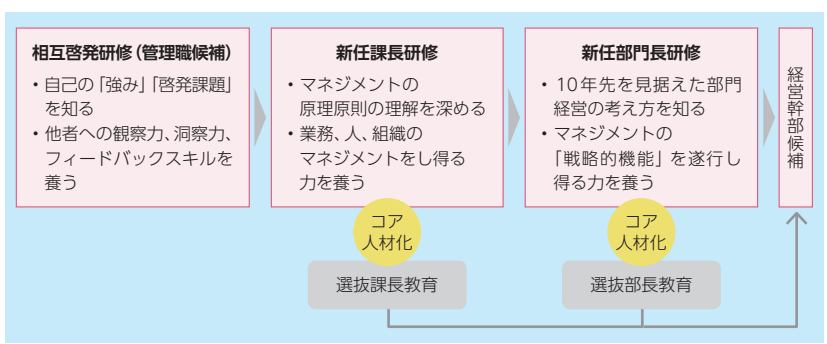 相互啓発研修(管理職候補)
・自己の「強み」「啓発課題」
を知る
・他者への観察力、洞察力、
フィードバックスキルを
養う
新任課長研修
・マネジメントの
原理原則の理解を深める
・業務、人、組織の
マネジメントをし得る
力を養う
新任部門長研修
・10年先を見据えた部門
経営の考え方を知る
・マネジメントの
「戦略的機能」を遂行し
得る力を養う
経営幹部候補
コア
人材化
選抜課長教育
コア
人材化
選抜部長教育